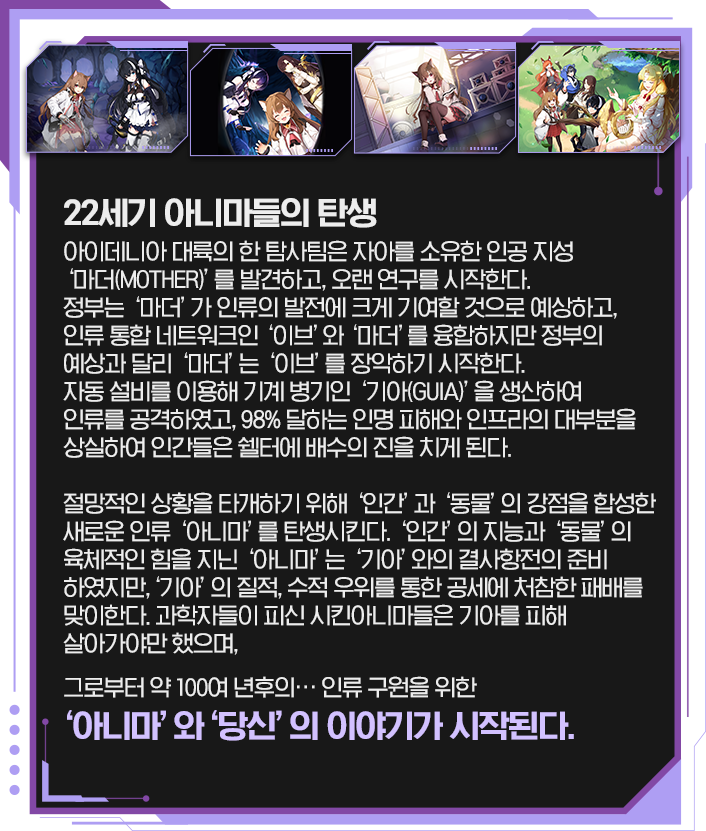 22세기 아니마들의 탄생
아이데니아 대륙의 한 탐사팀은 자아를 소유한 인공 지성
‘마더(MOTHER)’ 를 발견하고, 오랜 연구를 시작한다.
정부는 ‘마더’ 가 인류의 발전에 크게 기여할 것으로 예상하고,
인류 통합 네트워크인 ‘이브’ 와 ‘마더’ 를 융합하지만 정부의
예상과 달리 ‘마더’ 는 ‘이브’ 를 장악하기 시작한다.
자동 설비를 이용해 기계 병기인 ‘기아(GUIA)’ 을 생산하여
인류를 공격하였고, 98% 달하는 인명 피해와 인프라의 대부분을
상실하여 인간들은 쉘터에 배수의 진을 치게 된다.
절망적인 상황을 타개하기 위해 ‘인간’ 과 ‘동물’ 의 강점을 합성한
새로운 인류 ‘아니마’ 를 탄생시킨다. ‘인간’ 의 지능과 ‘동물’ 의
육체적인 힘을 지닌 ‘아니마’ 는 ‘기아’ 와의 결사항전의 준비
하였지만, ‘기아’ 의 질적, 수적 우위를 통한 공세에 처참한 패배를
맞이한다. 과학자들이 피신 시킨아니마들은 기아를 피해
살아가야만 했으며,
그로부터 약 100여 년후의… 인류 구원을 위한
‘아니마’ 와 ‘당신’ 의 이야기가 시작된다.